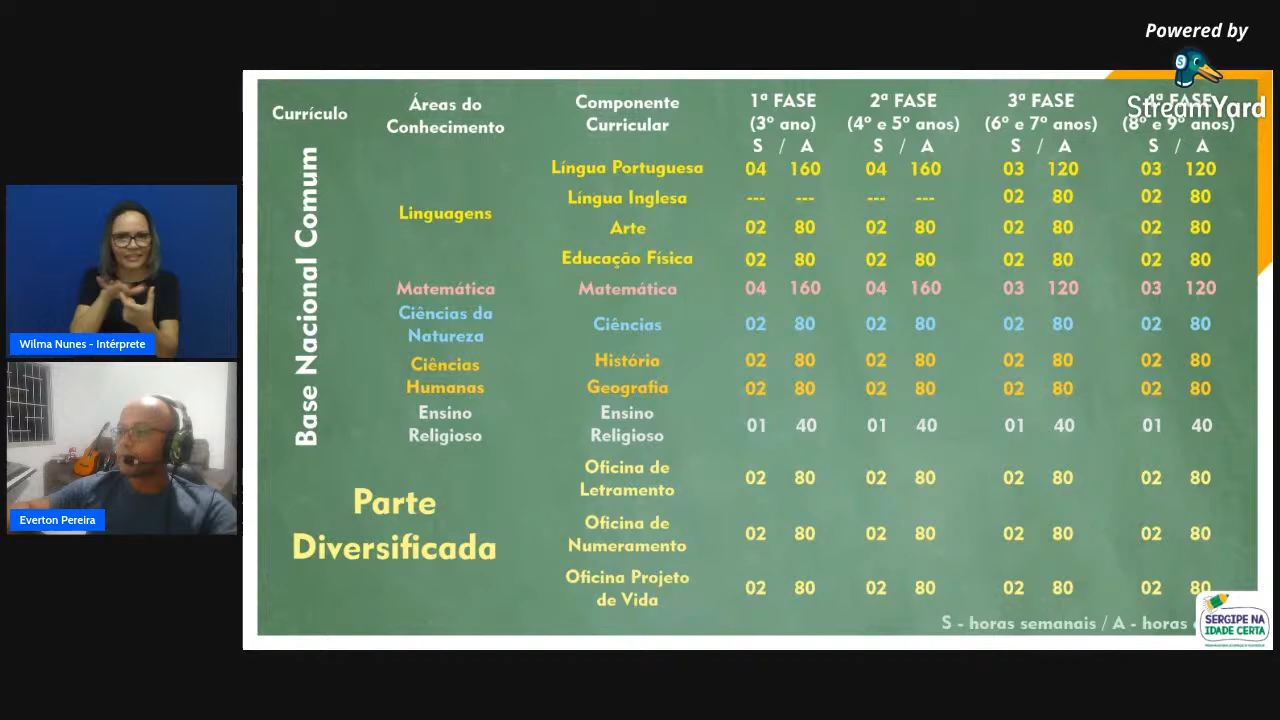 Powered by
StreamYard
Currículo
Áreas do
Conhecimento
Componente
Curricular
1ª FASE
(3º ano)
S / A
2ª FASE
(4º e 5º anos)
S / A
3ª FASE
(6º e 7º anos)
S / A
4ª FASE
(8º e 9º anos)
S / A
Base Nacional Comum
Linguagens
Língua Portuguesa 04 160 04 160 03 120 03 120
Língua Inglesa --- --- --- --- 02 80 02 80
Arte 02 80 02 80 02 80 02 80
Educação Física 02 80 02 80 02 80 02 80
Matemática Matemática 04 160 04 160 03 120 03 120
Ciências da
Natureza
Ciências 02 80 02 80 02 80 02 80
Ciências
Humanas
História 02 80 02 80 02 80 02 80
Geografia 02 80 02 80 02 80 02 80
Ensino
Religioso
Ensino
Religioso
01 40 01 40 01 40 01 40
Parte
Diversificada
Oficina de
Letramento
02 80 02 80 02 80 02 80
Oficina de
Numeramento
02 80 02 80 02 80 02 80
Oficina Projeto
de Vida
02 80 02 80 02 80 02 80
S - horas semanais / A - horas
SERGIPE NA
IDADE CERTA
Wilma Nunes - Intérprete
Everton Pereira